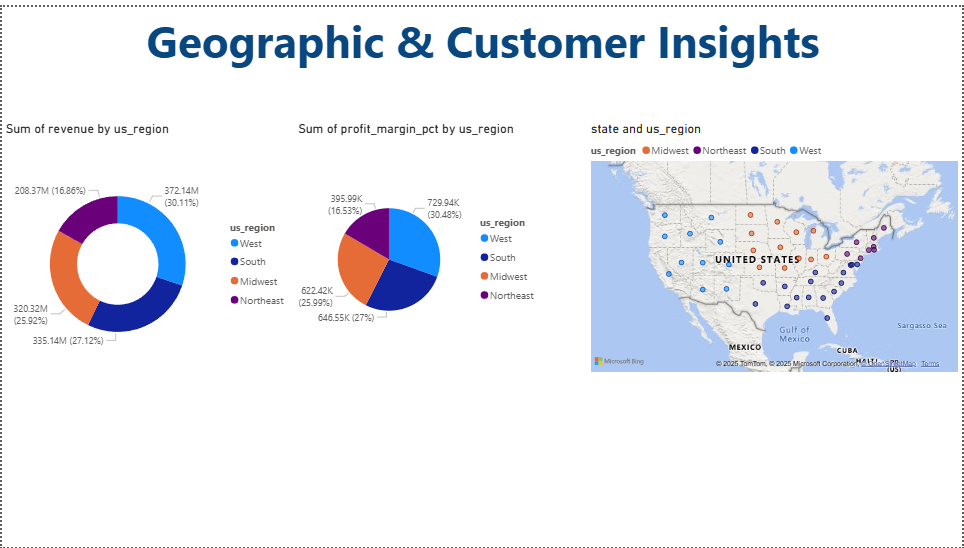 Geographic & Customer Insights
Sum of revenue by us_region
208.37M (16.86%)
372.14M
(30.11%)
320.32M
(25.92%)
335.14M (27.12%)
us_region
West
South
Midwest
Northeast
Sum of profit_margin_pct by us_region
395.99K
(16.53%)
729.94K
(30.48%)
622.42K
(25.99%)
646.55K (27%)
us_region
West
South
Midwest
Northeast
state and us_region
us_region Midwest Northeast South West
UNITED STATES
Gulf of
Mexico
Sargasso Sea
MEXICO
CUBA
HAITI
PR
(US)
Microsoft Bing
© 2025 TomTom, © 2025 Microsoft Corporation, © OpenStreetMap Terms